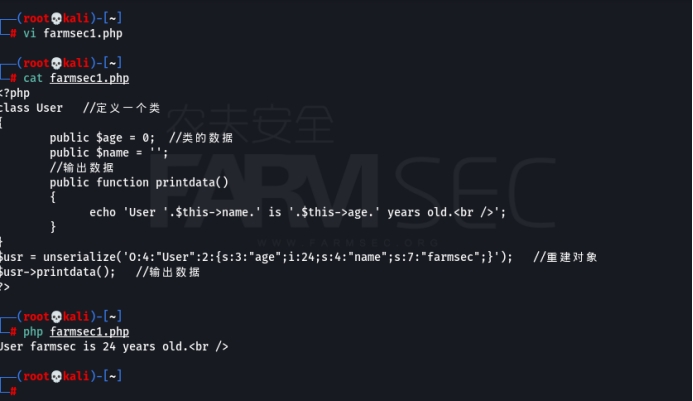 (root💀kali)-[~]
# vi farmsec1.php
(root💀kali)-[~]
# cat farmsec1.php
<?php
class User   //定义一个类
{
        public $age = 0;  //类的数据
        public $name = '';
        //输出数据
        public function printdata()
        {
              echo 'User '.$this->name.' is '.$this->age.' years old.<br />';
        }
}
$usr = unserialize('O:4:"User":2:{s:3:"age";i:24;s:4:"name";s:7:"farmsec";}');   //重建对象
$usr->printdata();   //输出数据
?>
(root💀kali)-[~]
# php farmsec1.php
User farmsec is 24 years old.<br />
(root💀kali)-[~]
#
农夫安全
FARMSEC
WWW.FARMSEC.ORG